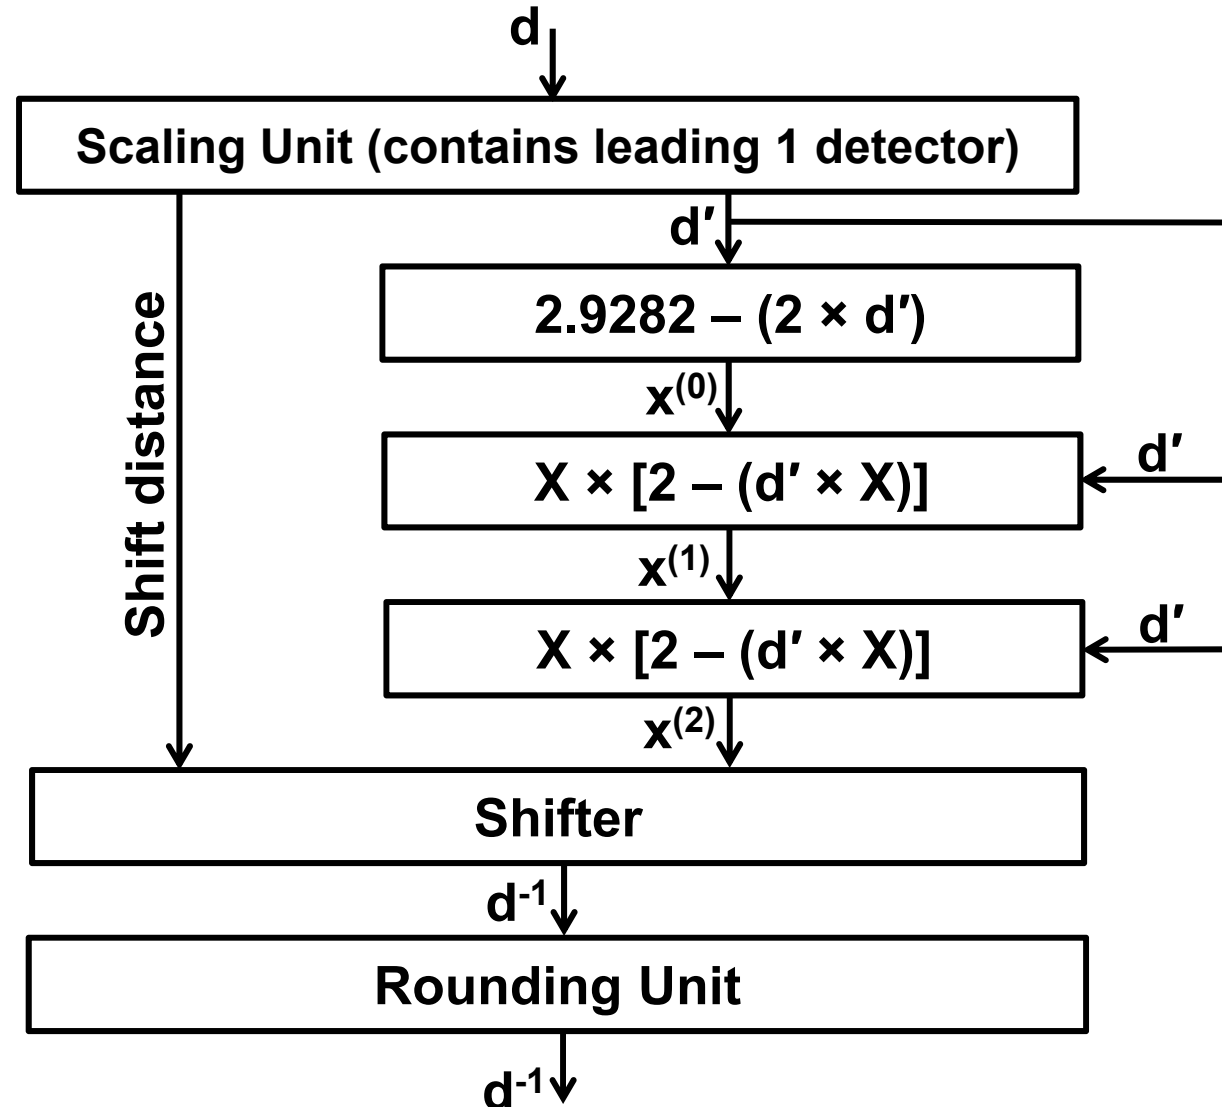 d
Scaling Unit (contains leading 1 detector)
d′
2.9282 – (2 × d′)
Shift distance
x⁽⁰⁾
X × [2 – (d′ × X)]
d′
x⁽¹⁾
X × [2 – (d′ × X)]
d′
x⁽²⁾
Shifter
d⁻¹
Rounding Unit
d⁻¹